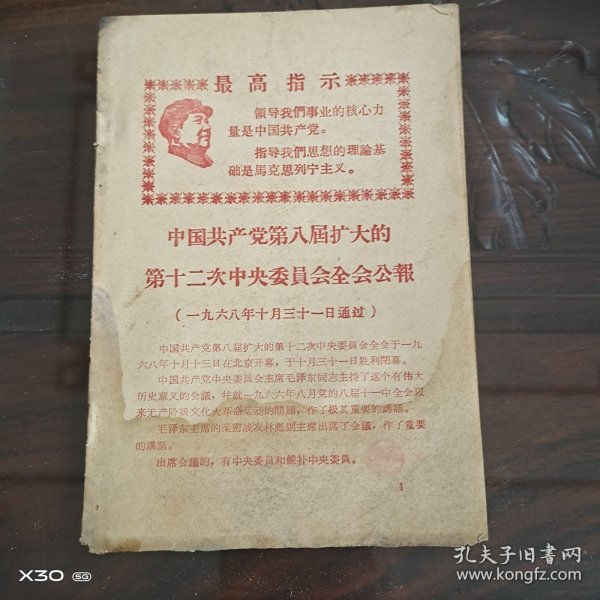 最高指示
領导我們事业的核心力
量是中国共产党。
指导我們思想的理論基
础是馬克思列宁主义。
中国共产党第八届扩大的
第十二次中央委員会全会公報
（一九六八年十月三十一日通过）
中国共产党第八届扩大的第十二次中央委員会全会于一九
六八年十月十三日在北京开幕，于十月三十一日胜利閉幕。
中国共产党中央委員会主席毛泽东同志主持了这个有伟大
历史意义的会議，并就一九六六年八月党的八届十一中全会以
来无产阶級文化大革命运动的問題，作了极其重要的講話。
毛泽东主席的亲密战友林彪副主席出席了会議，作了重要
的講話。
出席会議的，有中央委員和候补中央委員。
1
X30 5G
孔夫子旧書网
www.kongfz.com